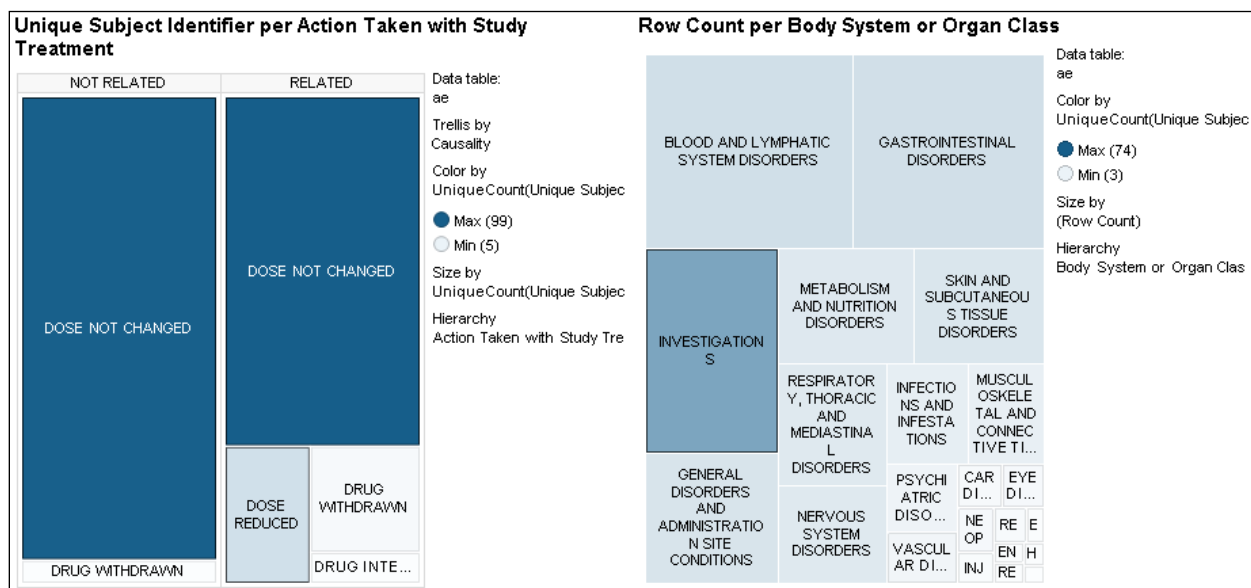 Unique Subject Identifier per Action Taken with Study
Treatment
NOT RELATED
RELATED
DOSE NOT CHANGED
DRUG WITHDRAWN
DOSE NOT CHANGED
DOSE
REDUCED
DRUG
WITHDRAWN
DRUG INTE...
Data table:
ae
Trellis by
Causality
Color by
UniqueCount(Unique Subjec
Max (99)
Min (5)
Size by
UniqueCount(Unique Subjec
Hierarchy
Action Taken with Study Tre
Row Count per Body System or Organ Class
BLOOD AND LYMPHATIC
SYSTEM DISORDERS
GASTROINTESTINAL
DISORDERS
INVESTIGATION
S
METABOLISM
AND NUTRITION
DISORDERS
SKIN AND
SUBCUTANEOU
S TISSUE
DISORDERS
GENERAL
DISORDERS
AND
ADMINISTRATIO
N SITE
CONDITIONS
RESPIRATOR
Y, THORACIC
AND
MEDIASTINA
L
DISORDERS
NERVOUS
SYSTEM
DISORDERS
INFECTIO
NS AND
INFESTA
TIONS
MUSCUL
OSKELE
TAL AND
CONNEC
TIVE TI...
PSYCHI
ATRIC
DISO...
VASCUL
AR DI...
CAR
DI...
EYE
DI...
NE
OP
RE
E
INJ
EN
H
RE
Data table:
ae
Color by
UniqueCount(Unique Subjec
Max (74)
Min (3)
Size by
(Row Count)
Hierarchy
Body System or Organ Clas